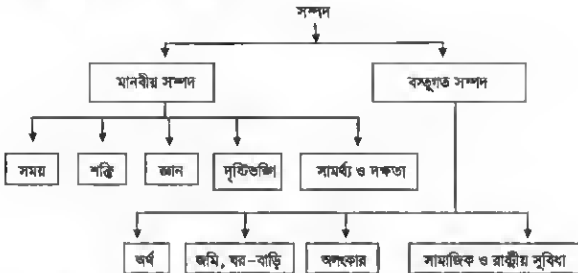 সম্পদ
মানবীয় সম্পদ বস্তুগত সম্পদ
সময় শক্তি জ্ঞান দৃষ্টিভঙ্গি সামর্থ্য ও দক্ষতা
অর্থ জমি, ঘর-বাড়ি অলংকার সামাজিক ও রাষ্ট্রীয় সুবিধা